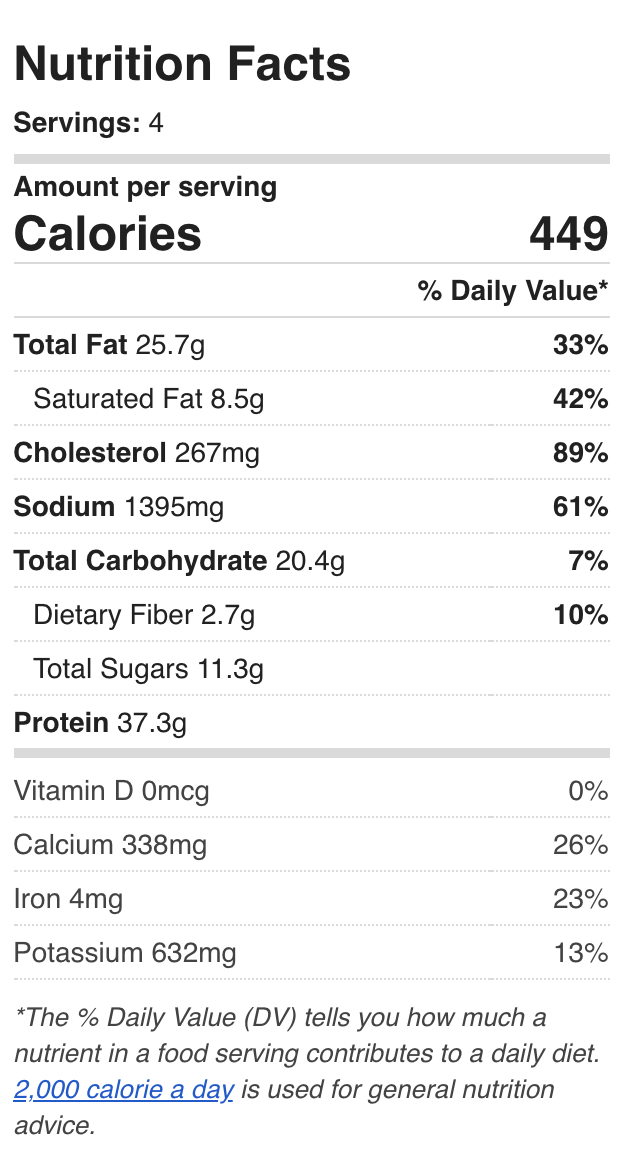 Nutrition Facts
Servings: 4
Amount per serving
Calories 449
% Daily Value*
Total Fat 25.7g 33%
Saturated Fat 8.5g 42%
Cholesterol 267mg 89%
Sodium 1395mg 61%
Total Carbohydrate 20.4g 7%
Dietary Fiber 2.7g 10%
Total Sugars 11.3g
Protein 37.3g
Vitamin D 0mcg 0%
Calcium 338mg 26%
Iron 4mg 23%
Potassium 632mg 13%
*The % Daily Value (DV) tells you how much a
nutrient in a food serving contributes to a daily diet.
2,000 calorie a day is used for general nutrition
advice.